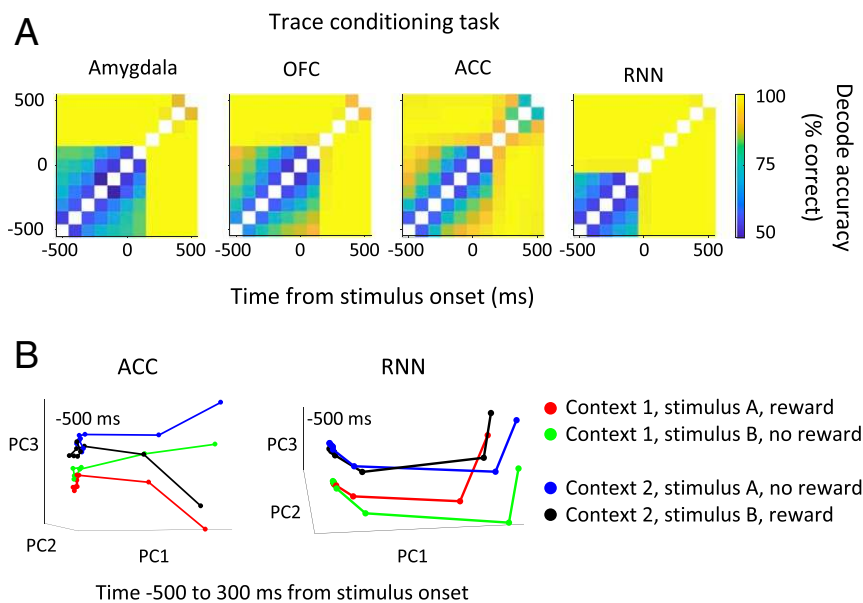 A
Trace conditioning task
Amygdala
OFC
ACC
RNN
500
0
-500
-500 0 500
-500 0 500
-500 0 500
-500 0 500
100
75
50
Decode accuracy
(% correct)
Time from stimulus onset (ms)
B
ACC
RNN
-500 ms
PC3
PC2
PC1
-500 ms
PC3
PC2
PC1
Context 1, stimulus A, reward
Context 1, stimulus B, no reward
Context 2, stimulus A, no reward
Context 2, stimulus B, reward
Time -500 to 300 ms from stimulus onset